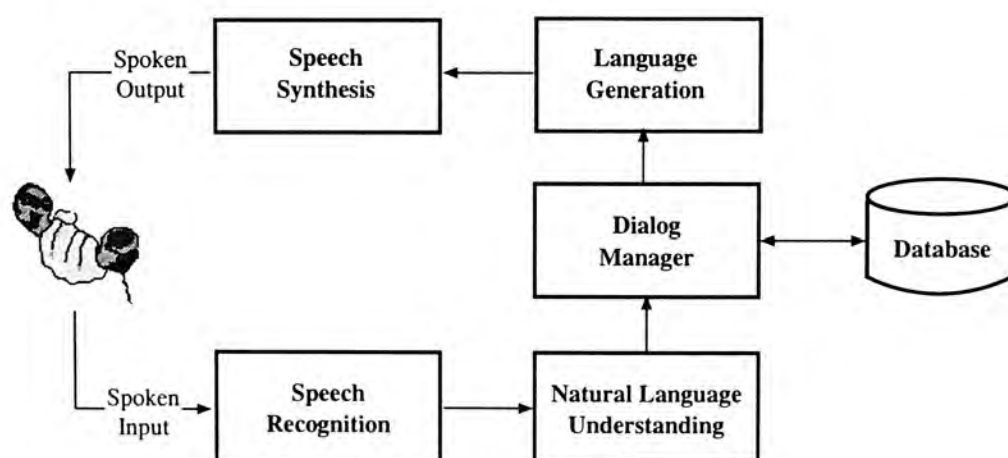 Spoken
Output
Speech
Synthesis
Language
Generation
Dialog
Manager
Database
Spoken
Input
Speech
Recognition
Natural Language
Understanding